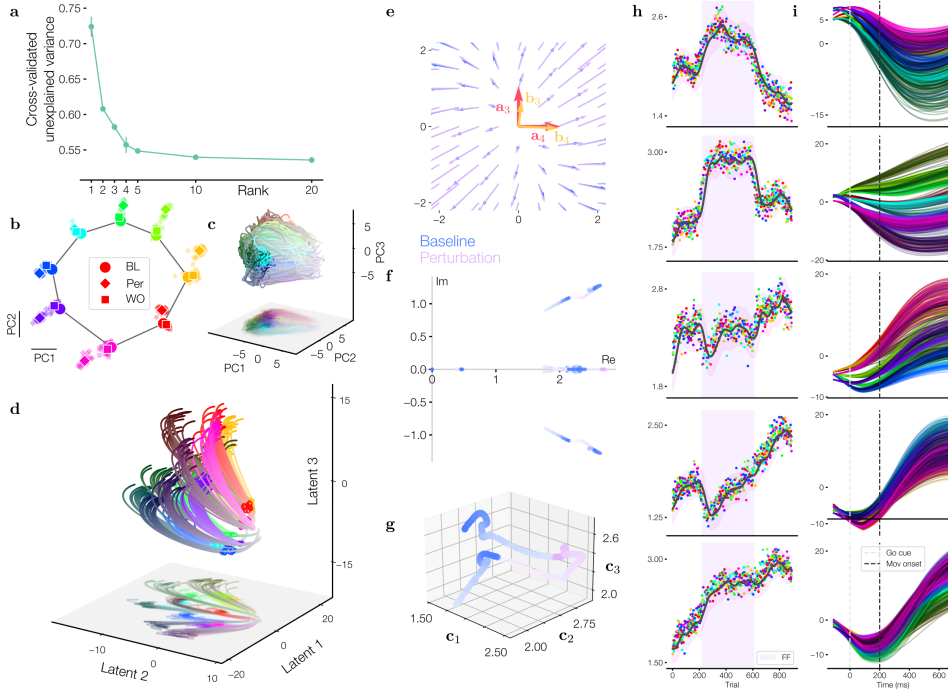 a
Cross-validated
unexplained variance
0.75
0.70
0.65
0.60
0.55
1
2
3
4
5
10
20
Rank
b
BL
Per
WO
PC2
PC1
c
5
0
−5
PC3
−5
0
5
PC1
−5
0
5
PC2
d
15
0
−15
Latent 3
−10
0
10
Latent 2
−20
0
20
Latent 1
e
2
0
−2
−2
0
2
a₃
b₃
a₄
b₄
Baseline
Perturbation
f
Im
1.0
0.0
−0.5
−1.0
0
2
Re
g
1.50
2.50
c₁
2.00
2.75
c₂
2.6
2.0
c₃
h
2.6
1.4
3.00
1.75
2.8
1.8
2.50
1.25
3.00
1.50
0
200
400
600
800
Trial
FF
i
5
0
−15
20
0
−20
10
0
−10
20
0
−10
Go cue
Mov onset
20
0
−10
0
200
400
600
Time (ms)